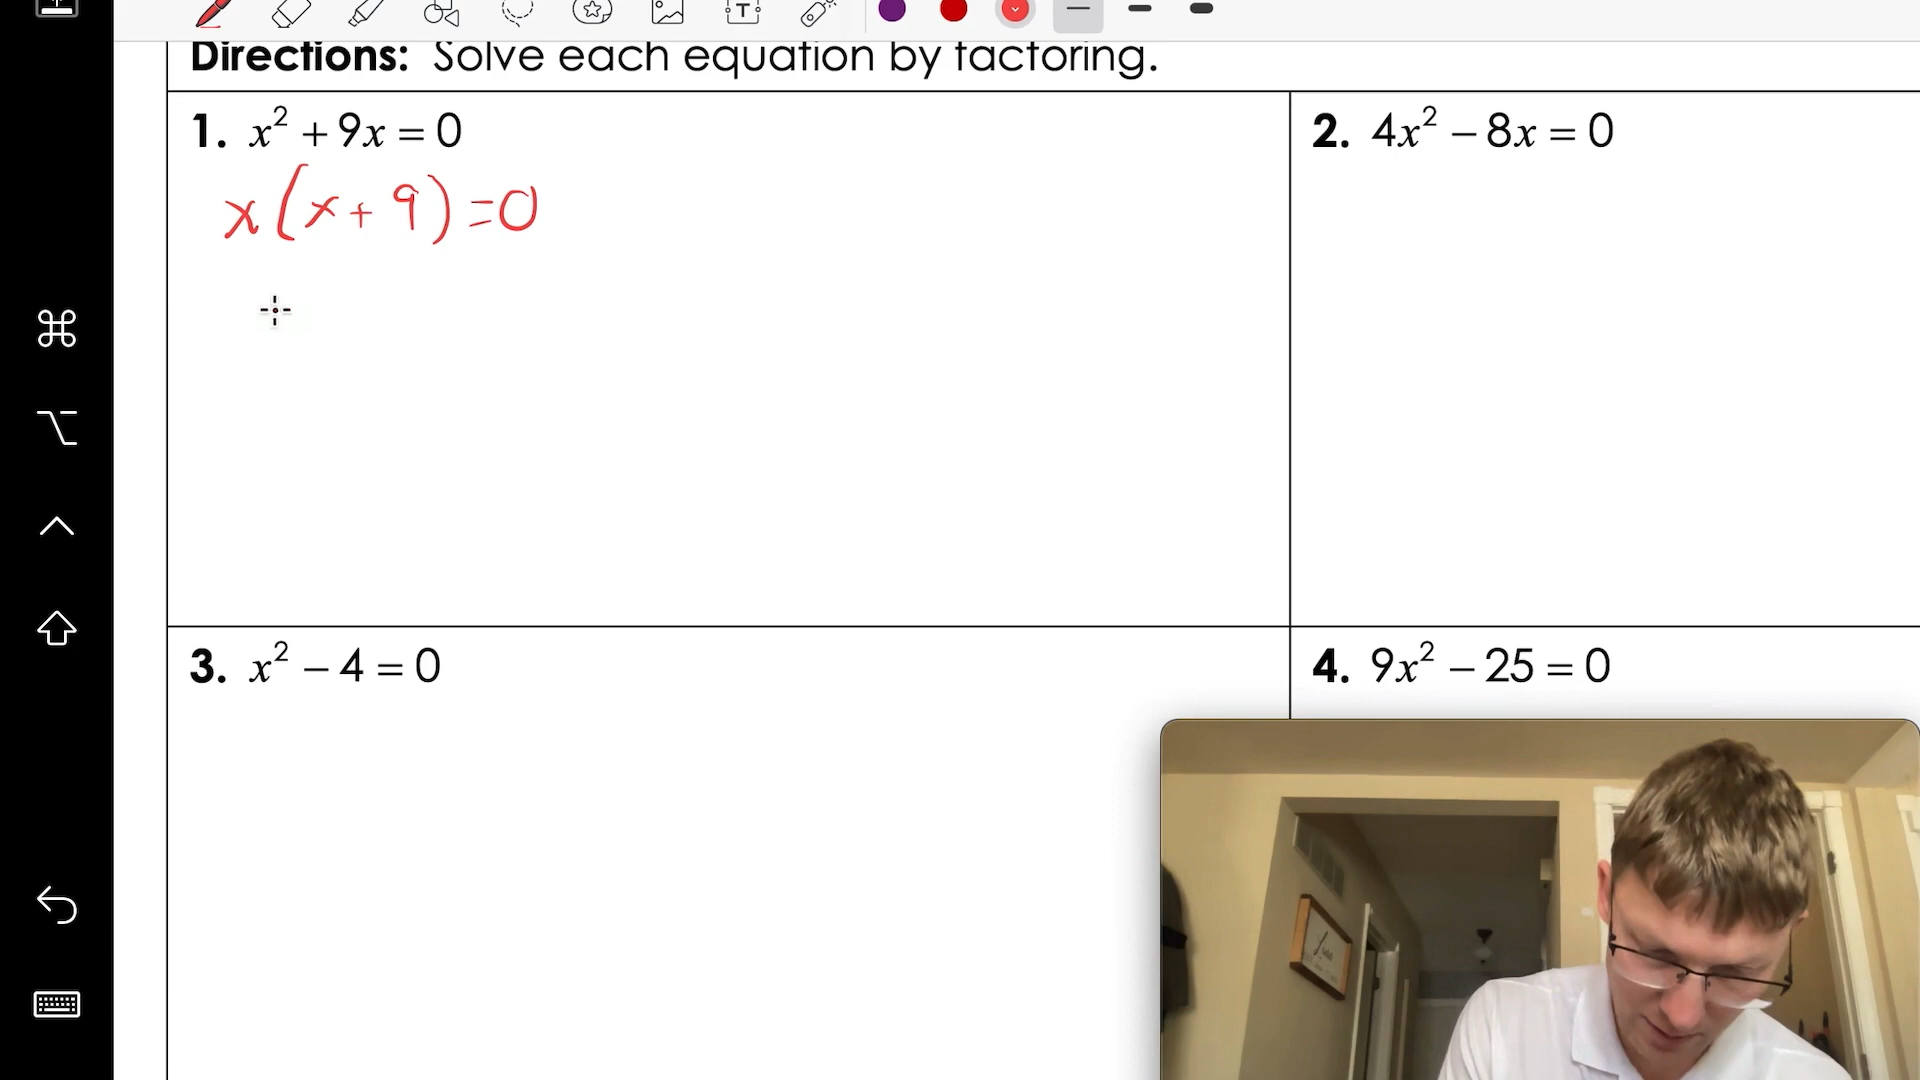 Directions: Solve each equation by factoring.
1. x² + 9x = 0
x(x + 9) = 0
2. 4x² – 8x = 0
3. x² – 4 = 0
4. 9x² – 25 = 0
T